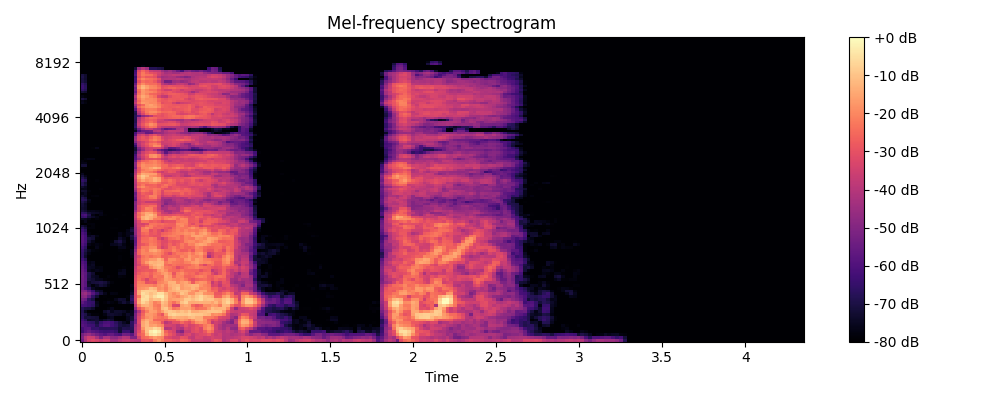 Mel-frequency spectrogram
Hz
8192
4096
2048
1024
512
0
0 0.5 1 1.5 2 2.5 3 3.5 4
Time
+0 dB
-10 dB
-20 dB
-30 dB
-40 dB
-50 dB
-60 dB
-70 dB
-80 dB